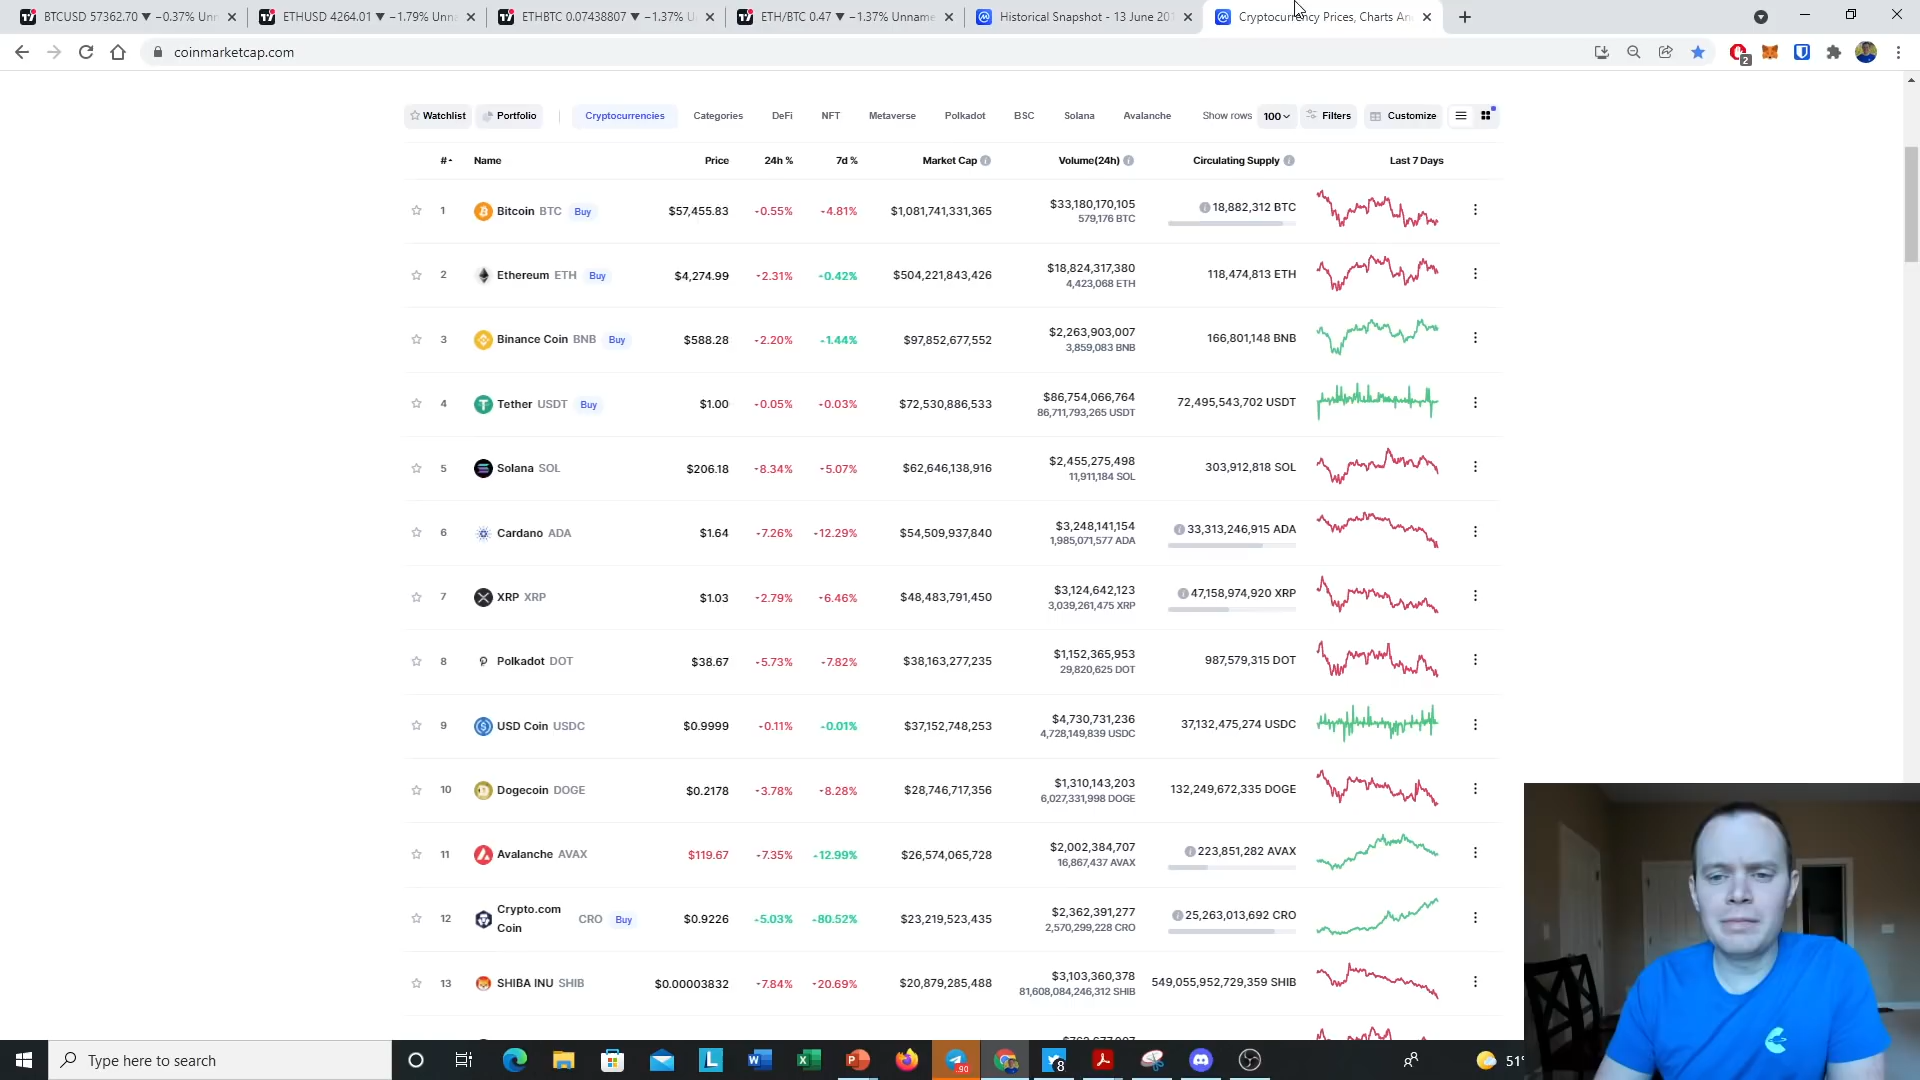 BTCUSD 57362.70 ▼ −0.37% Unn
ETHUSD 4264.01 ▼ −1.79% Unna
ETHBTC 0.07438807 ▼ −1.37% U
ETH/BTC 0.47 ▼ −1.37% Unname
Historical Snapshot - 13 June 201
Cryptocurrency Prices, Charts An
coinmarketcap.com
2
Watchlist Portfolio Cryptocurrencies Categories DeFi NFT Metaverse Polkadot BSC Solana Avalanche Show rows 100 Filters Customize
# Name Price 24h % 7d % Market Cap Volume(24h) Circulating Supply Last 7 Days
1 Bitcoin BTC Buy $57,455.83 -0.55% -4.81% $1,081,741,331,365 $33,180,170,105 18,882,312 BTC
579,176 BTC
2 Ethereum ETH Buy $4,274.99 -2.31% -0.42% $504,221,843,426 $18,824,317,380 118,474,813 ETH
4,423,068 ETH
3 Binance Coin BNB Buy $588.28 -2.20% -1.44% $97,852,677,552 $2,263,903,007 166,801,148 BNB
3,859,083 BNB
4 Tether USDT Buy $1.00 -0.05% -0.03% $72,530,886,533 $86,754,066,764 72,495,543,702 USDT
86,711,793,265 USDT
5 Solana SOL $206.18 -8.34% -5.07% $62,646,138,916 $2,455,275,498 303,912,818 SOL
11,911,184 SOL
6 Cardano ADA $1.64 -7.26% -12.29% $54,509,937,840 $3,248,141,154 33,313,246,915 ADA
1,985,071,577 ADA
7 XRP XRP $1.03 -2.79% -6.46% $48,483,791,450 $3,124,642,123 47,158,974,920 XRP
3,039,261,475 XRP
8 Polkadot DOT $38.67 -5.73% -7.82% $38,163,277,235 $1,152,365,953 987,579,315 DOT
29,820,625 DOT
9 USD Coin USDC $0.9999 -0.11% -0.01% $37,152,748,253 $4,730,731,236 37,132,475,274 USDC
4,728,149,839 USDC
10 Dogecoin DOGE $0.2178 -3.78% -8.28% $28,746,717,356 $1,310,143,203 132,249,672,335 DOGE
6,027,331,998 DOGE
11 Avalanche AVAX $119.67 -7.35% -12.99% $26,574,065,728 $2,002,384,707 223,851,282 AVAX
16,867,437 AVAX
12 Crypto.com Coin CRO Buy $0.9226 -5.03% -80.52% $23,219,523,435 $2,362,391,277 25,263,013,692 CRO
2,570,299,228 CRO
13 SHIBA INU SHIB $0.00003832 -7.84% -20.69% $20,879,285,488 $3,103,360,378 549,055,952,729,359 SHIB
81,608,084,246,312 SHIB
Type here to search
90
8
51°